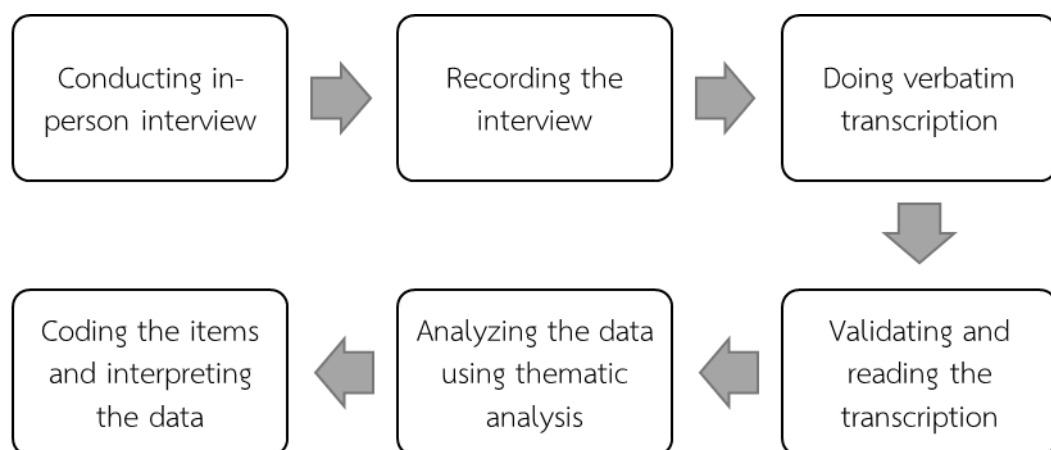 Conducting in-
person interview
Recording the
interview
Doing verbatim
transcription
Validating and
reading the
transcription
Analyzing the data
using thematic
analysis
Coding the items
and interpreting
the data